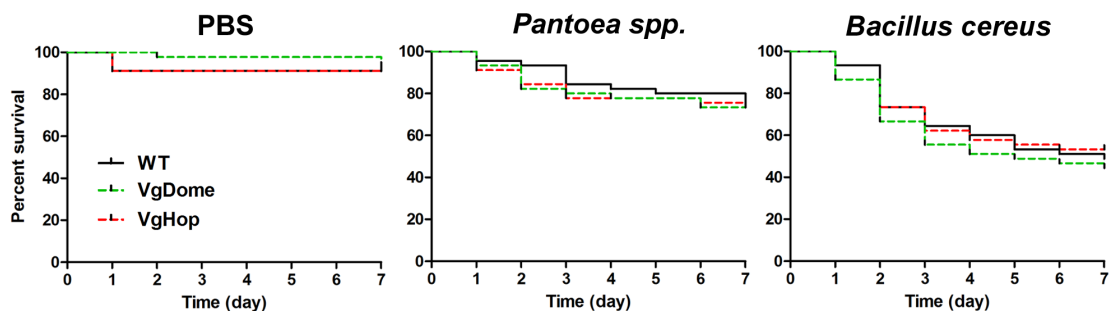 PBS
Pantoea spp.
Bacillus cereus
Percent survival
100
80
60
40
20
0
WT
VgDome
VgHop
0 1 2 3 4 5 6 7
Time (day)
100
80
60
40
20
0
0 1 2 3 4 5 6 7
Time (day)
100
80
60
40
20
0
0 1 2 3 4 5 6 7
Time (day)